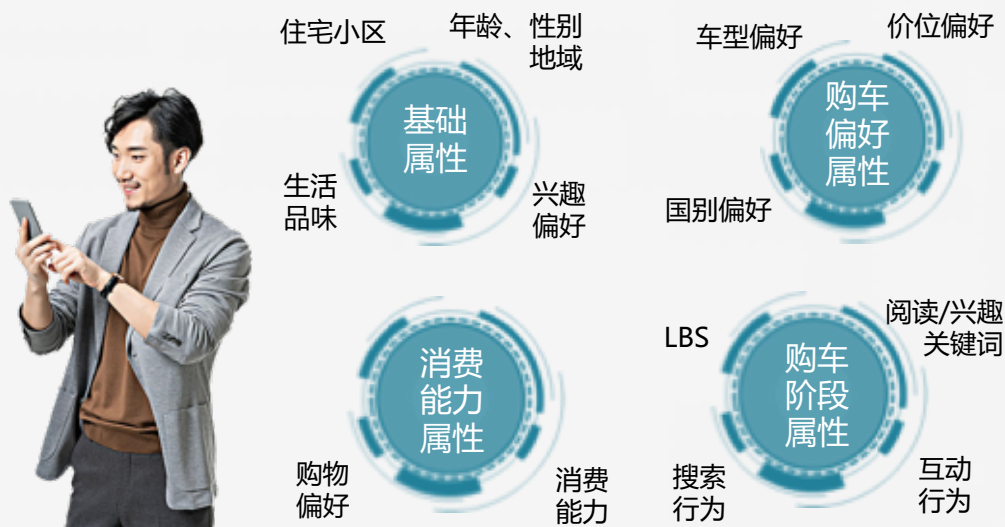 住宅小区
年龄、性别
地域
基础
属性
生活
品味
兴趣
偏好
车型偏好
价位偏好
购车
偏好
属性
国别偏好
消费
能力
属性
购物
偏好
消费
能力
LBS
阅读/兴趣
关键词
购车
阶段
属性
搜索
行为
互动
行为